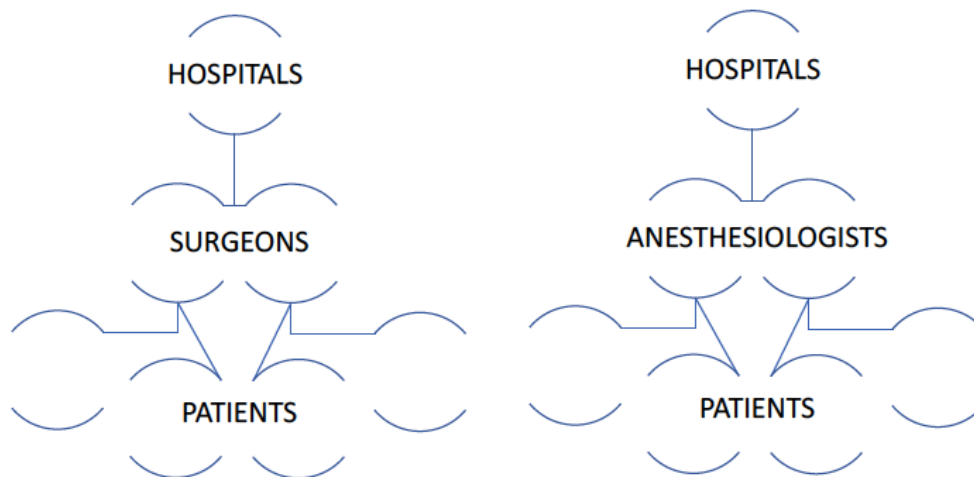 HOSPITALS
SURGEONS
PATIENTS
HOSPITALS
ANESTHESIOLOGISTS
PATIENTS